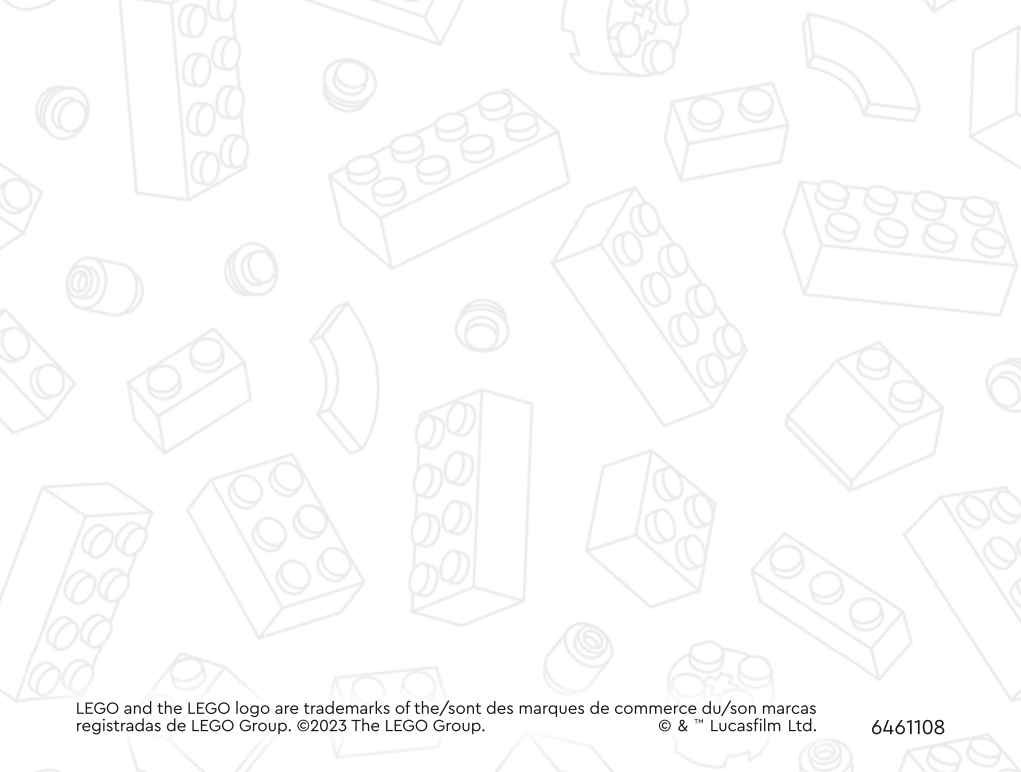 LEGO and the LEGO logo are trademarks of the/sont des marques de commerce du/son marcas
registradas de LEGO Group. ©2023 The LEGO Group. © & ™ Lucasfilm Ltd. 6461108